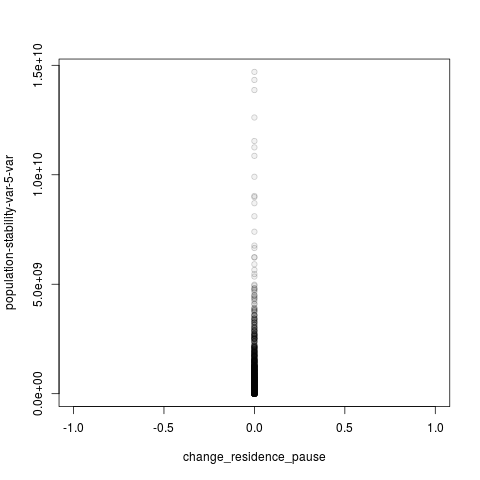 1.5e+10
1.0e+10
5.0e+09
0.0e+00
population-stability-var-5-var
-1.0
-0.5
0.0
0.5
1.0
change_residence_pause